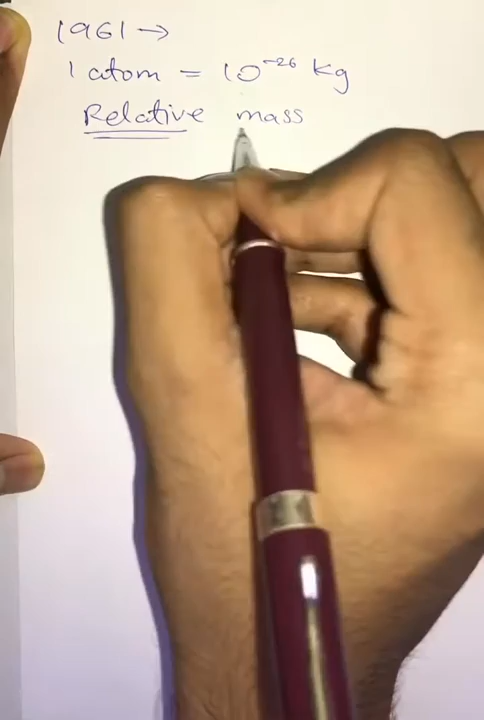 1961 →
1 atom = 10⁻²⁶ kg
Relative mass